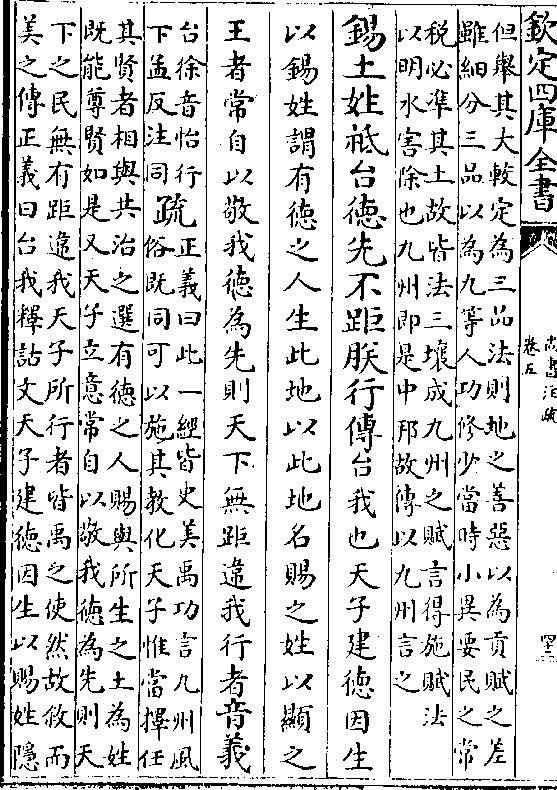 欽定四庫全書
尚書注疏
卷五
四三
但舉其大較定為三品法則地之善惡以為貢賦之差
雖細分三品以為九等人功修少當時小異要民之常
税必準其土故皆法三壤成九州之賦言得施賦法
以明水害除也九州即是中邦故傳以九州言之
錫土姓祗台德先不距朕行傳台我也天子建德因生
以錫姓謂有德之人生此地以此地名賜之姓以顯之
王者常自以敬我德為先則天下無距違我行者音義
台徐音怡行
下孟反注同
疏
正義曰此一經皆史美禹功言九州風
俗既同可以施其教化天子惟當擇任
其賢者相與共治之選有德之人賜與所生之土為姓
既能尊賢如是又天子立意常自以敬我德為先則天
下之民無有距違我天子所行者皆禹之使然故敘而
美之傳正義曰台我釋詁文天子建德因生以賜姓隱